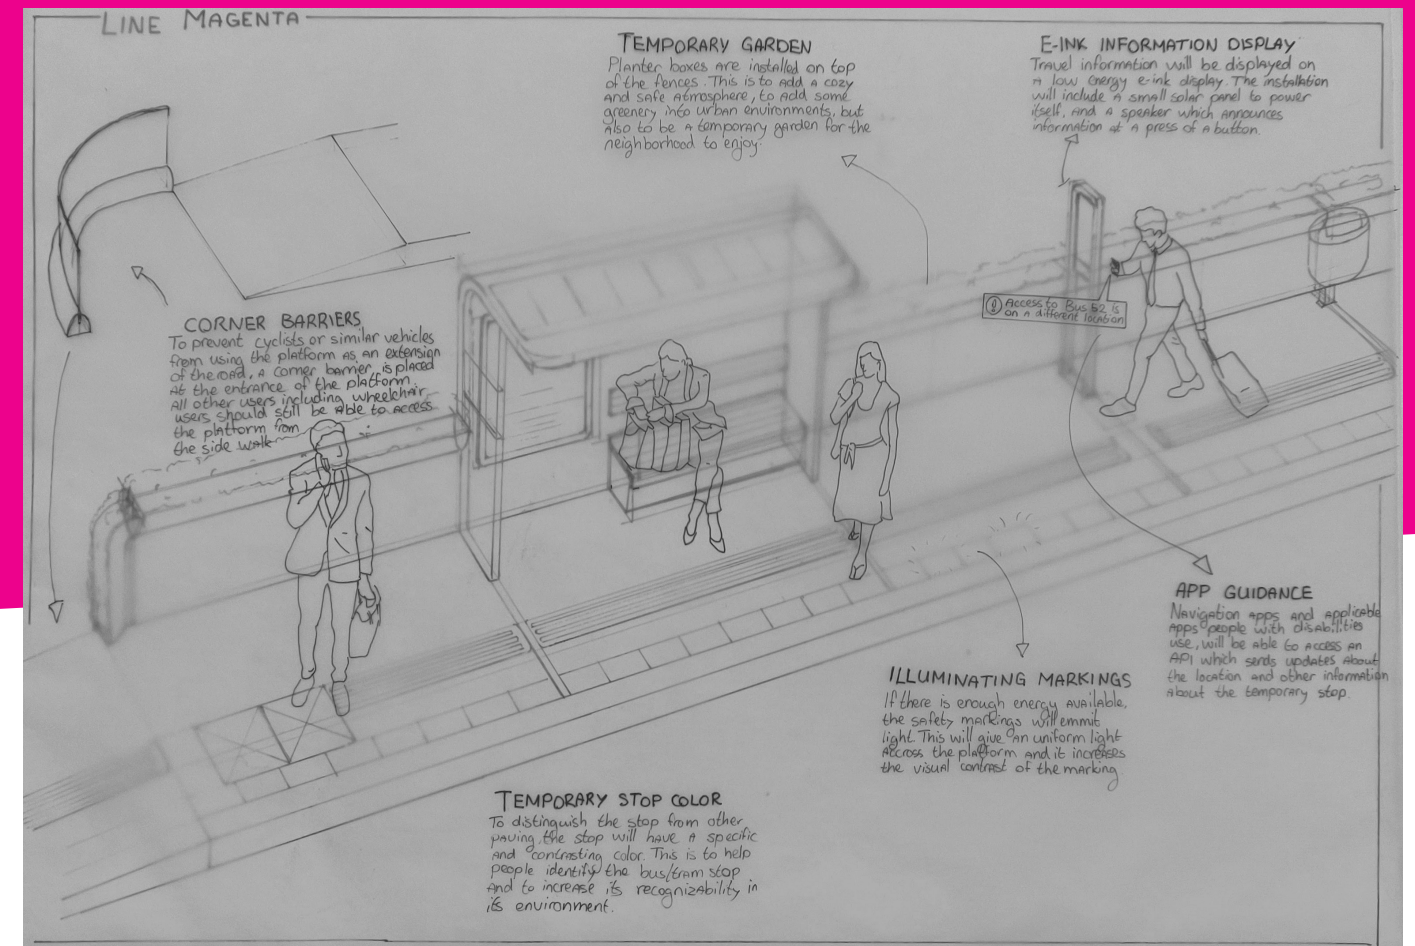 LINE MAGENTA
TEMPORARY GARDEN
Planter boxes are installed on top
of the fences. This is to add a cozy
and safe atmosphere, to add some
greenery into urban environments, but
also to be a temporary garden for the
neighborhood to enjoy.
E-INK INFORMATION DISPLAY
Travel information will be displayed on
a low energy e-ink display. The installation
will include a small solar panel to power
itself, and a speaker which announces
information at a press of a button.
Access to Bus 52 is
on a different location
CORNER BARRIERS
To prevent cyclists or similar vehicles
from using the platform as an extension
of the road, a corner barrier is placed
at the entrance of the platform.
All other users including wheelchair
users should still be able to access
the platform from
the side walk
APP GUIDANCE
Navigation apps and applicable
apps people with disabilities
use, will be able to access an
API which sends updates about
the location and other information
about the temporary stop.
ILLUMINATING MARKINGS
If there is enough energy available,
the safety markings will emmit
light. This will give an uniform light
accross the platform and it increases
the visual contrast of the marking
TEMPORARY STOP COLOR
To distinguish the stop from other
paving, the stop will have a specific
and contrasting color. This is to help
people identify the bus/tram stop
and to increase its recognizability in
its environment.